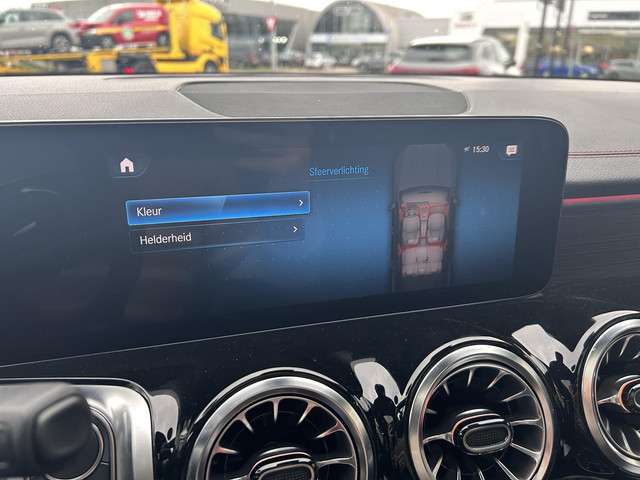 15:30
Sfeerverlichting
Kleur
Helderheid